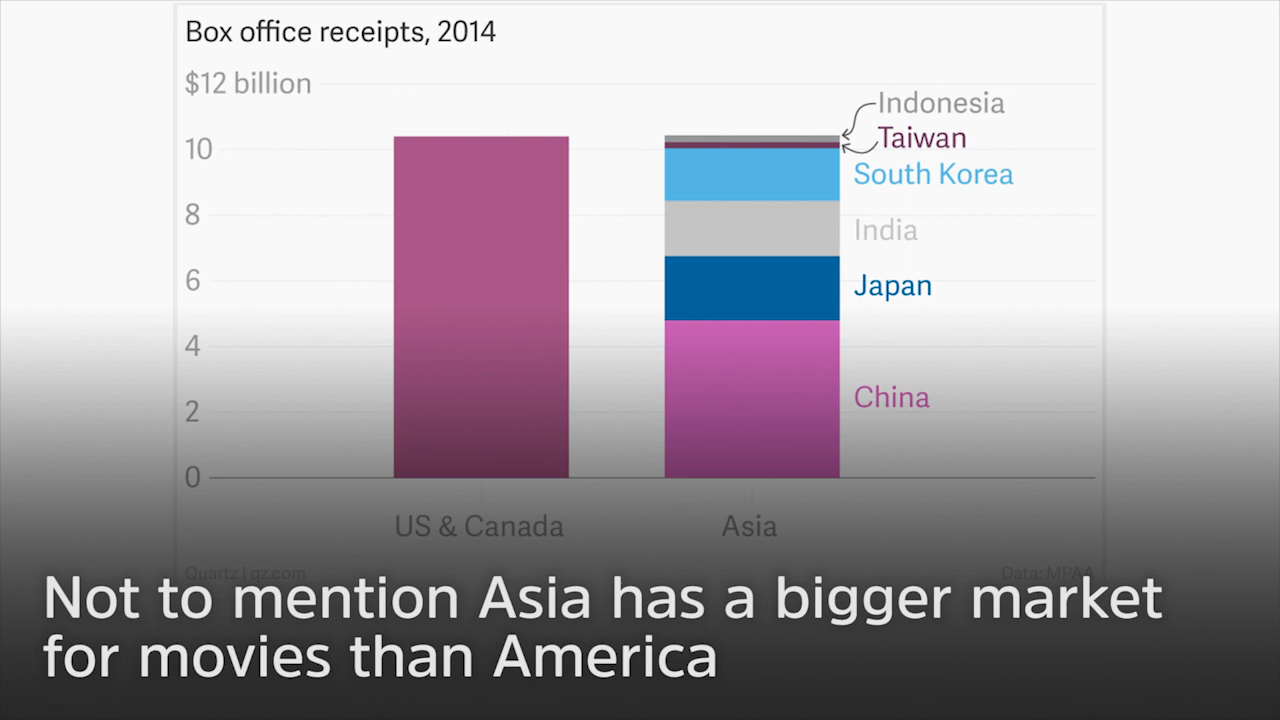 Box office receipts, 2014
$12 billion
10
8
6
4
2
0
Indonesia
Taiwan
South Korea
India
Japan
China
US & Canada
Asia
Quartz | qz.com
Data: MPAA
Not to mention Asia has a bigger market
for movies than America